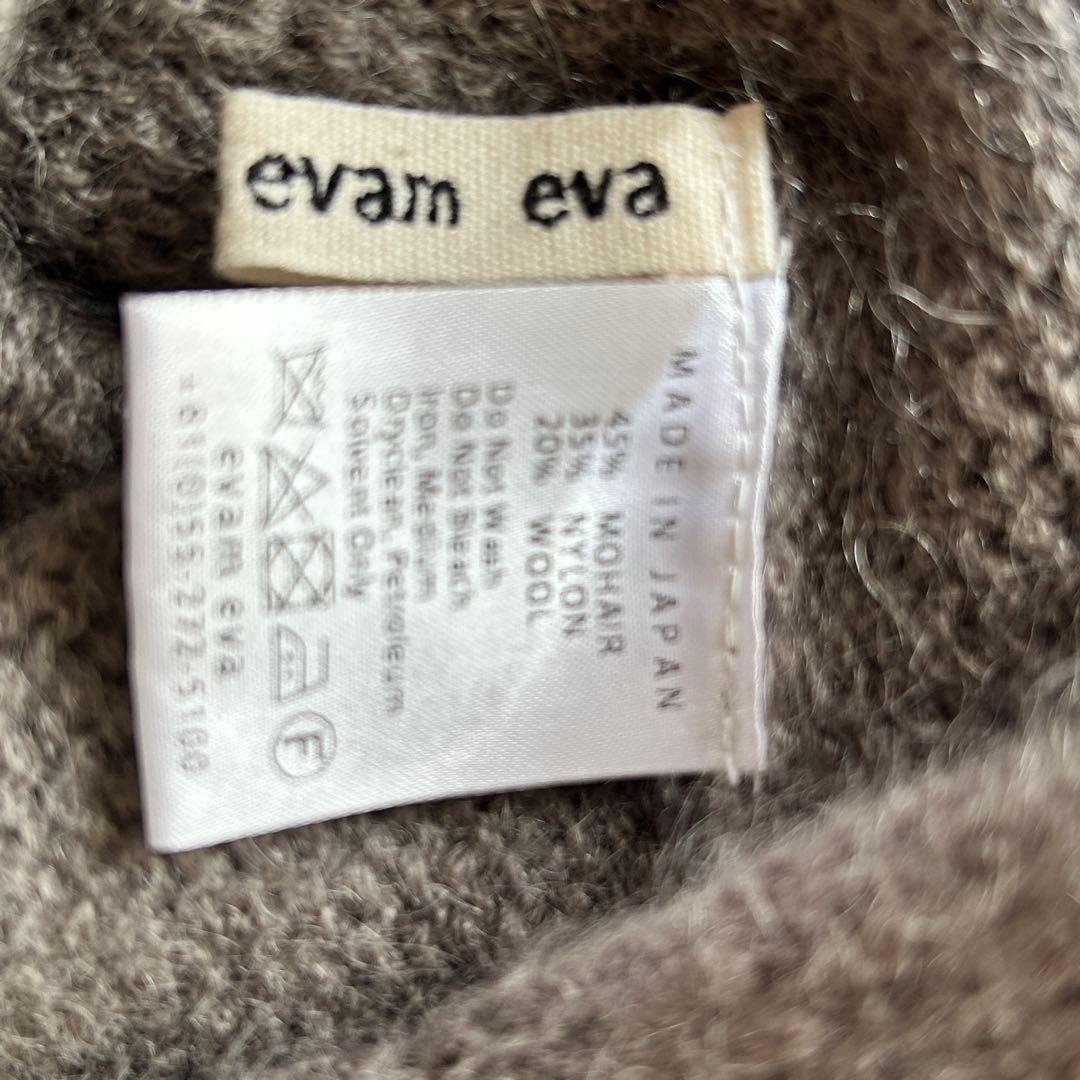 evam eva
MADE IN JAPAN
45% MOHAIR
35% NYLON
20% WOOL
Do Not Wash
Do Not Bleach
Iron, Medium
Dryclean, Petroleum
Solvent Only
F
evam eva
+81(0)55-272-5100